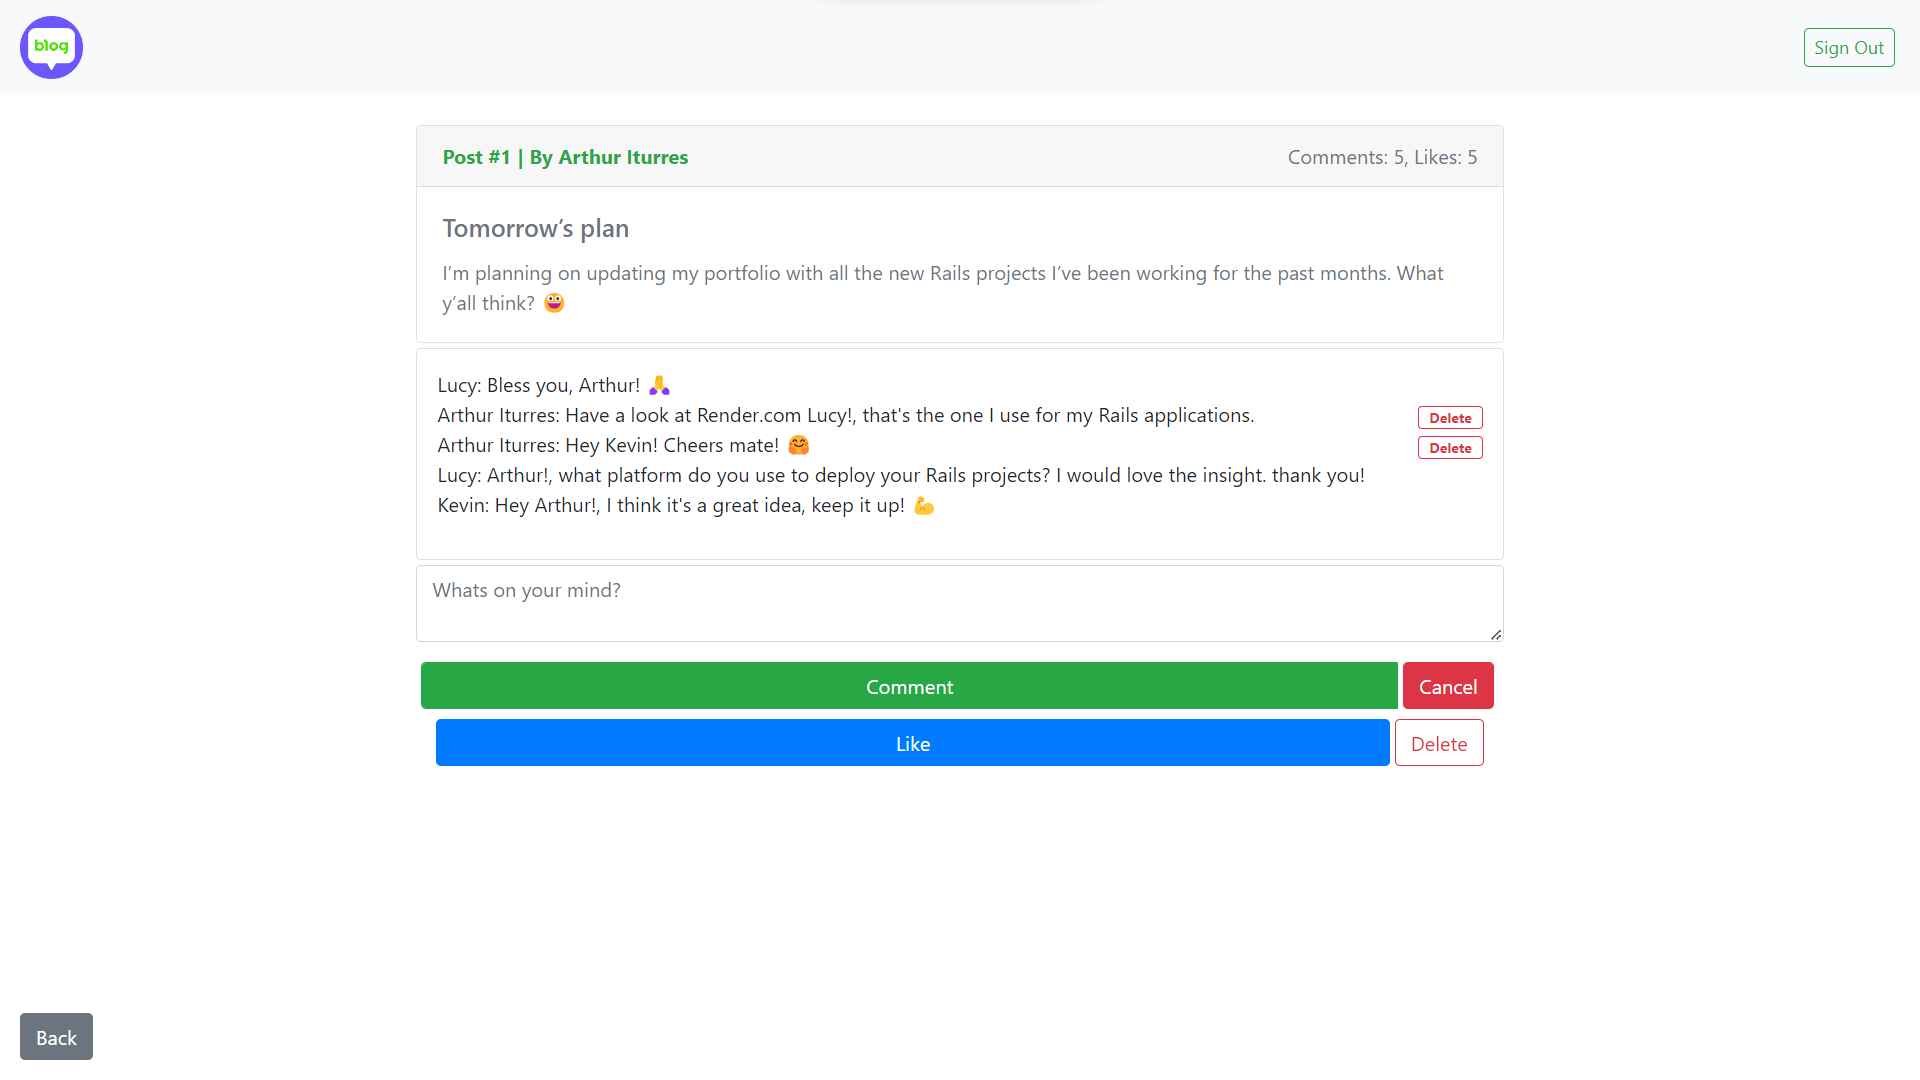 blog
Sign Out
Post #1 | By Arthur Iturres
Comments: 5, Likes: 5
Tomorrow’s plan
I’m planning on updating my portfolio with all the new Rails projects I’ve been working for the past months. What
y’all think? 😀
Lucy: Bless you, Arthur! 🙏
Arthur Iturres: Have a look at Render.com Lucy!, that's the one I use for my Rails applications.
Delete
Arthur Iturres: Hey Kevin! Cheers mate! 🤗
Delete
Lucy: Arthur!, what platform do you use to deploy your Rails projects? I would love the insight. thank you!
Kevin: Hey Arthur!, I think it's a great idea, keep it up! 💪
Whats on your mind?
Comment
Cancel
Like
Delete
Back